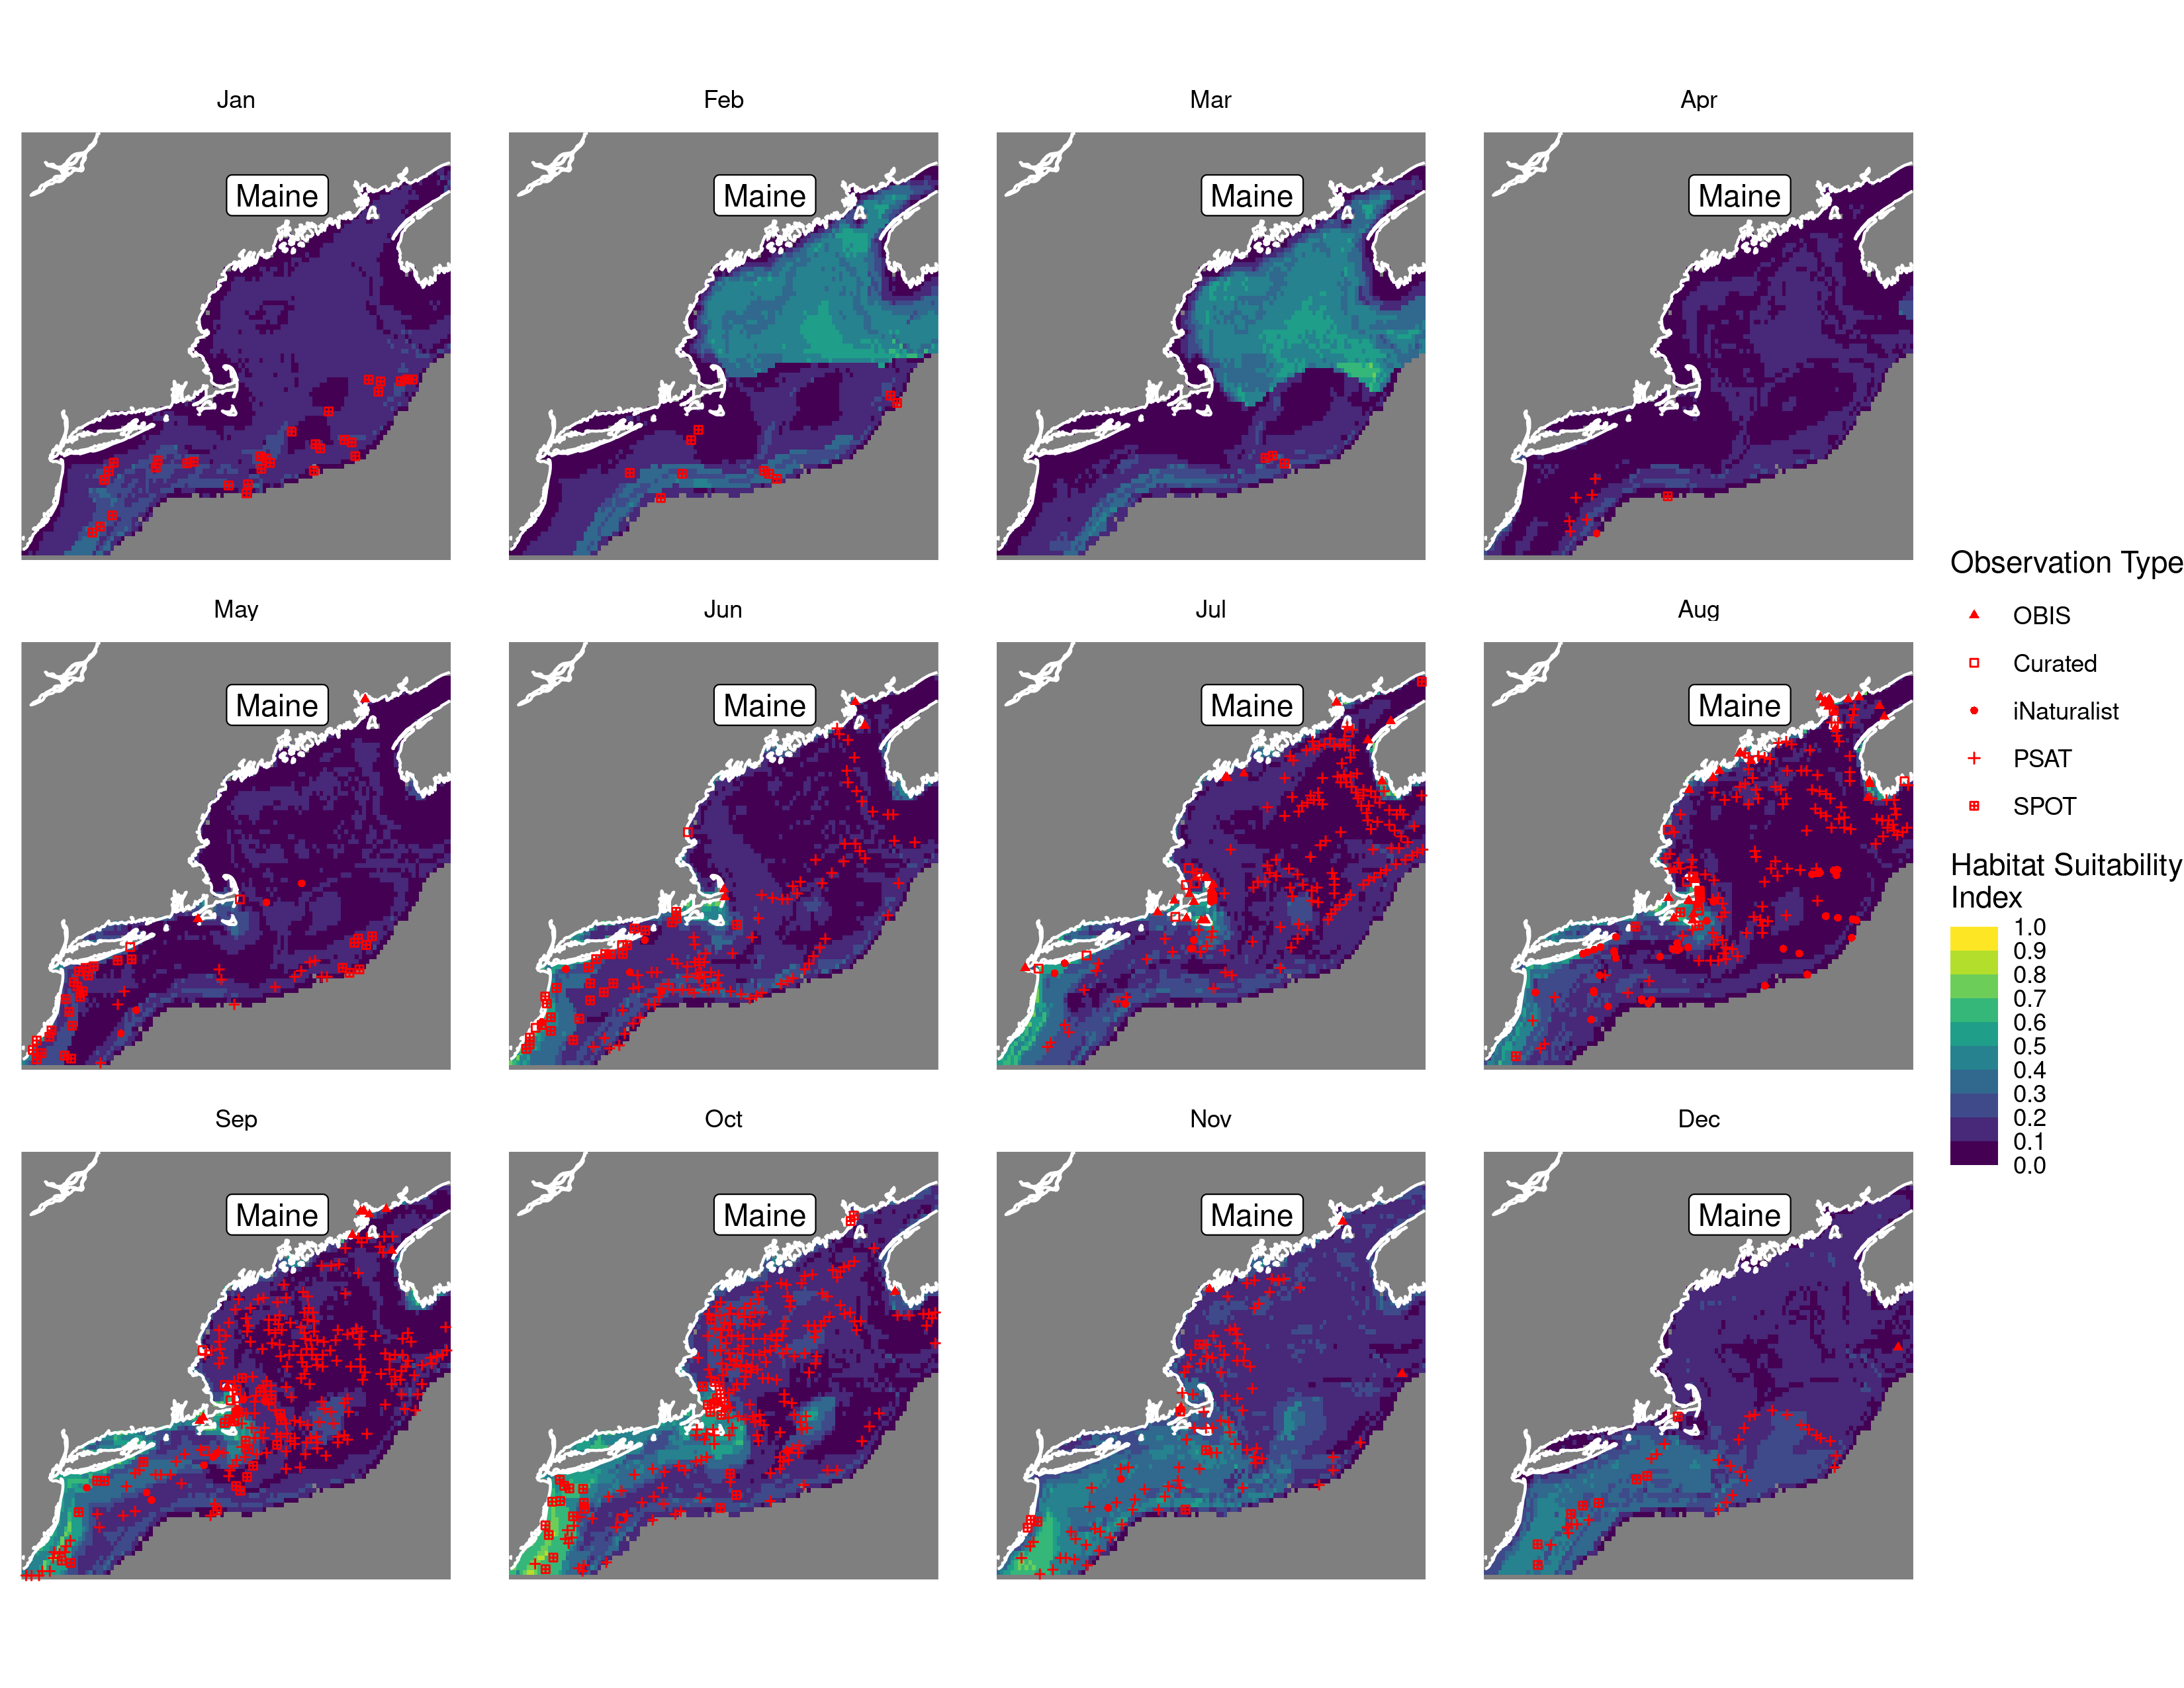 Jan
Feb
Mar
Apr
Maine
Maine
Maine
Maine
May
Jun
Jul
Aug
Maine
Maine
Maine
Maine
Sep
Oct
Nov
Dec
Maine
Maine
Maine
Maine
Observation Type
OBIS
Curated
iNaturalist
PSAT
SPOT
Habitat Suitability
Index
1.0
0.9
0.8
0.7
0.6
0.5
0.4
0.3
0.2
0.1
0.0